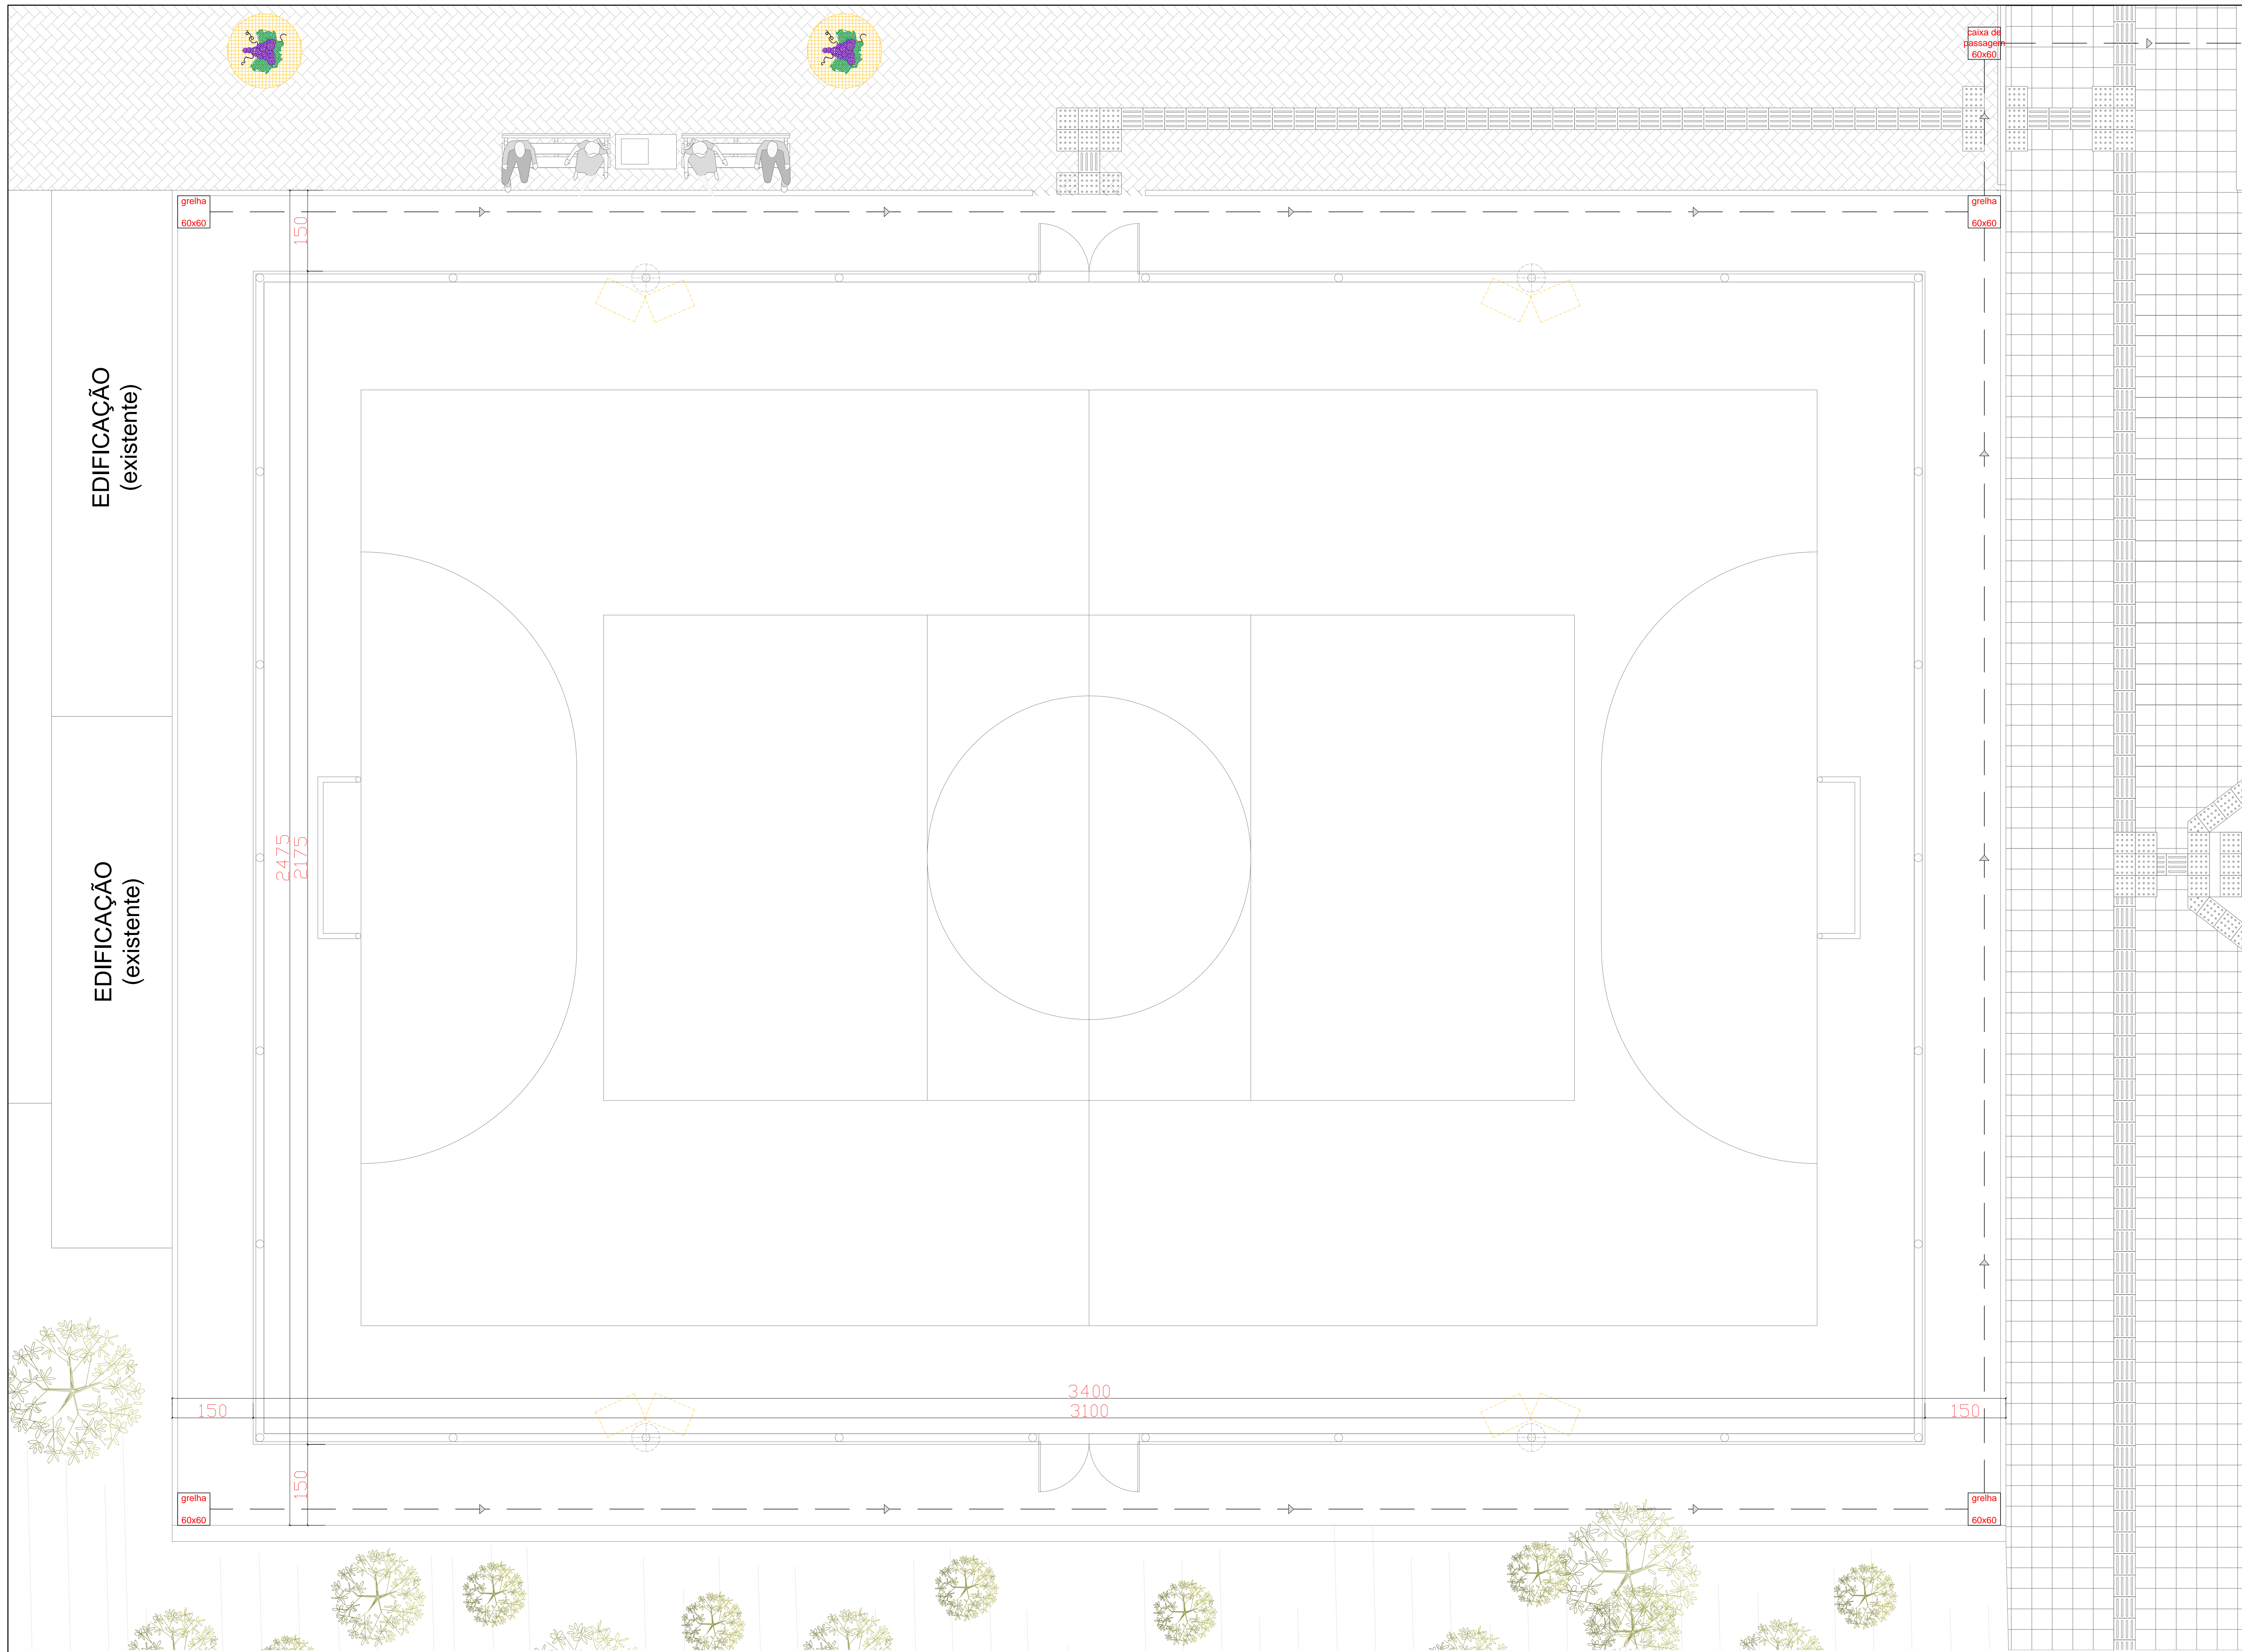 caixa de
passagem
60x60
grelha
60x60
grelha
60x60
150
EDIFICAÇÃO
(existente)
2475
2175
EDIFICAÇÃO
(existente)
3400
150
3100
150
150
grelha
60x60
grelha
60x60